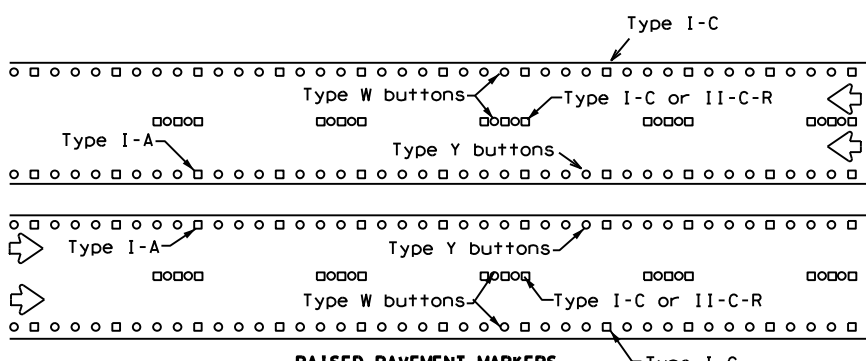 Type I-C
Type W buttons
Type I-C or II-C-R
Type I-A
Type Y buttons
Type I-A
Type Y buttons
Type W buttons
Type I-C or II-C-R
RAISED PAVEMENT MARKERS
Type I-C